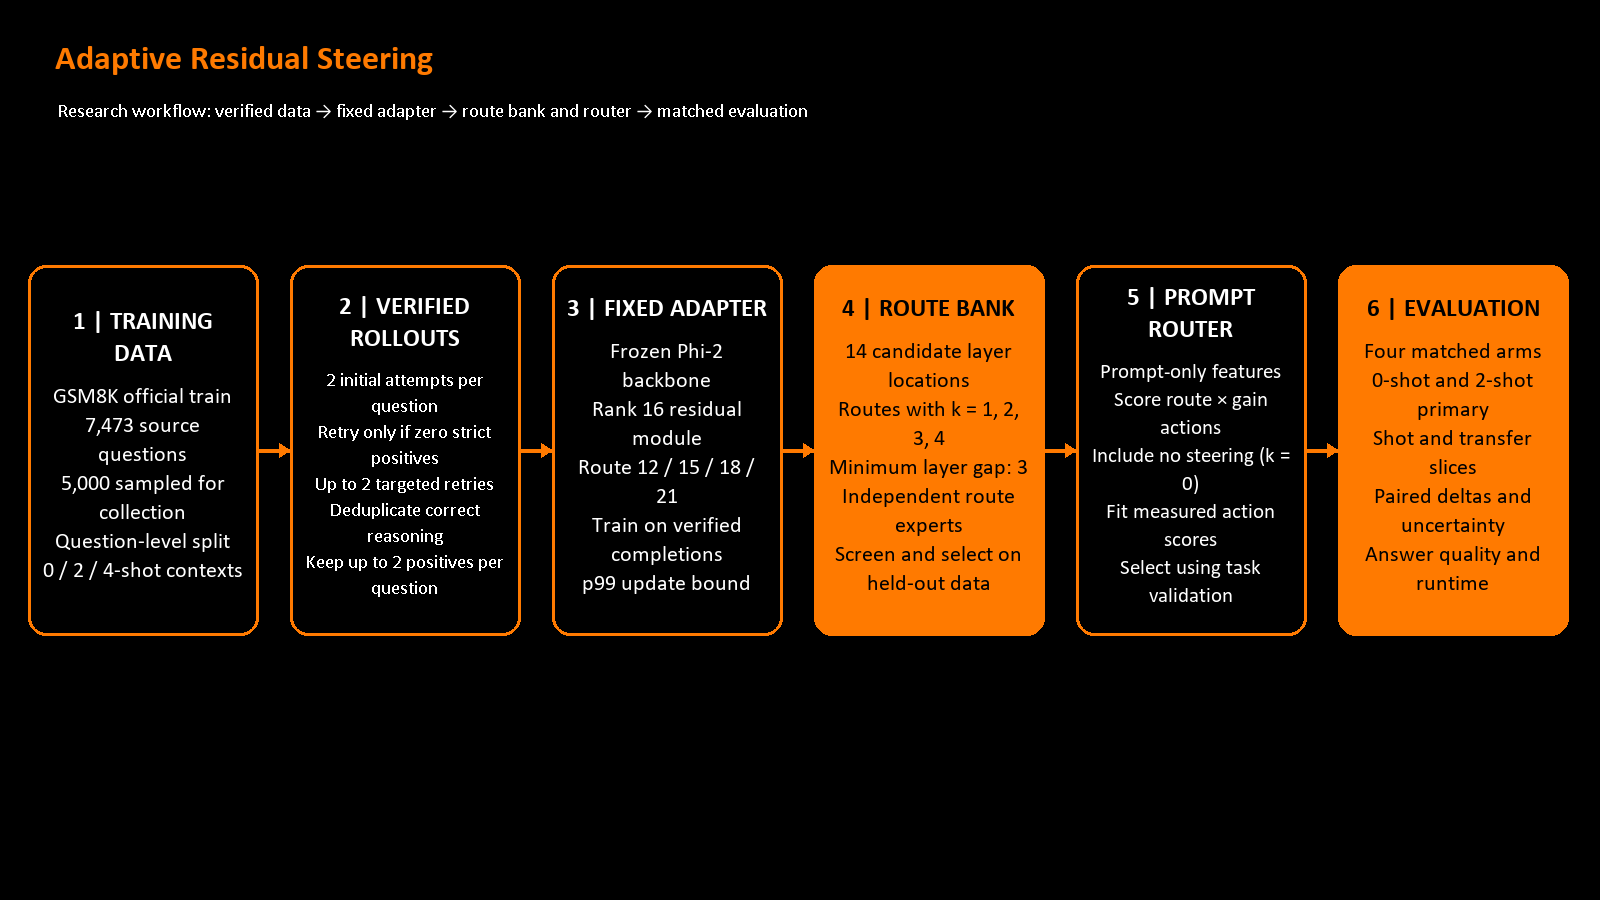 Adaptive Residual Steering
Research workflow: verified data → fixed adapter → route bank and router → matched evaluation
1 | TRAINING
DATA
GSM8K official train
7,473 source
questions
5,000 sampled for
collection
Question-level split
0 / 2 / 4-shot contexts
2 | VERIFIED
ROLLOUTS
2 initial attempts per
question
Retry only if zero strict
positives
Up to 2 targeted retries
Deduplicate correct
reasoning
Keep up to 2 positives per
question
3 | FIXED ADAPTER
Frozen Phi-2
backbone
Rank 16 residual
module
Route 12 / 15 / 18 /
21
Train on verified
completions
p99 update bound
4 | ROUTE BANK
14 candidate layer
locations
Routes with k = 1, 2,
3, 4
Minimum layer gap: 3
Independent route
experts
Screen and select on
held-out data
5 | PROMPT
ROUTER
Prompt-only features
Score route × gain
actions
Include no steering (k =
0)
Fit measured action
scores
Select using task
validation
6 | EVALUATION
Four matched arms
0-shot and 2-shot
primary
Shot and transfer
slices
Paired deltas and
uncertainty
Answer quality and
runtime